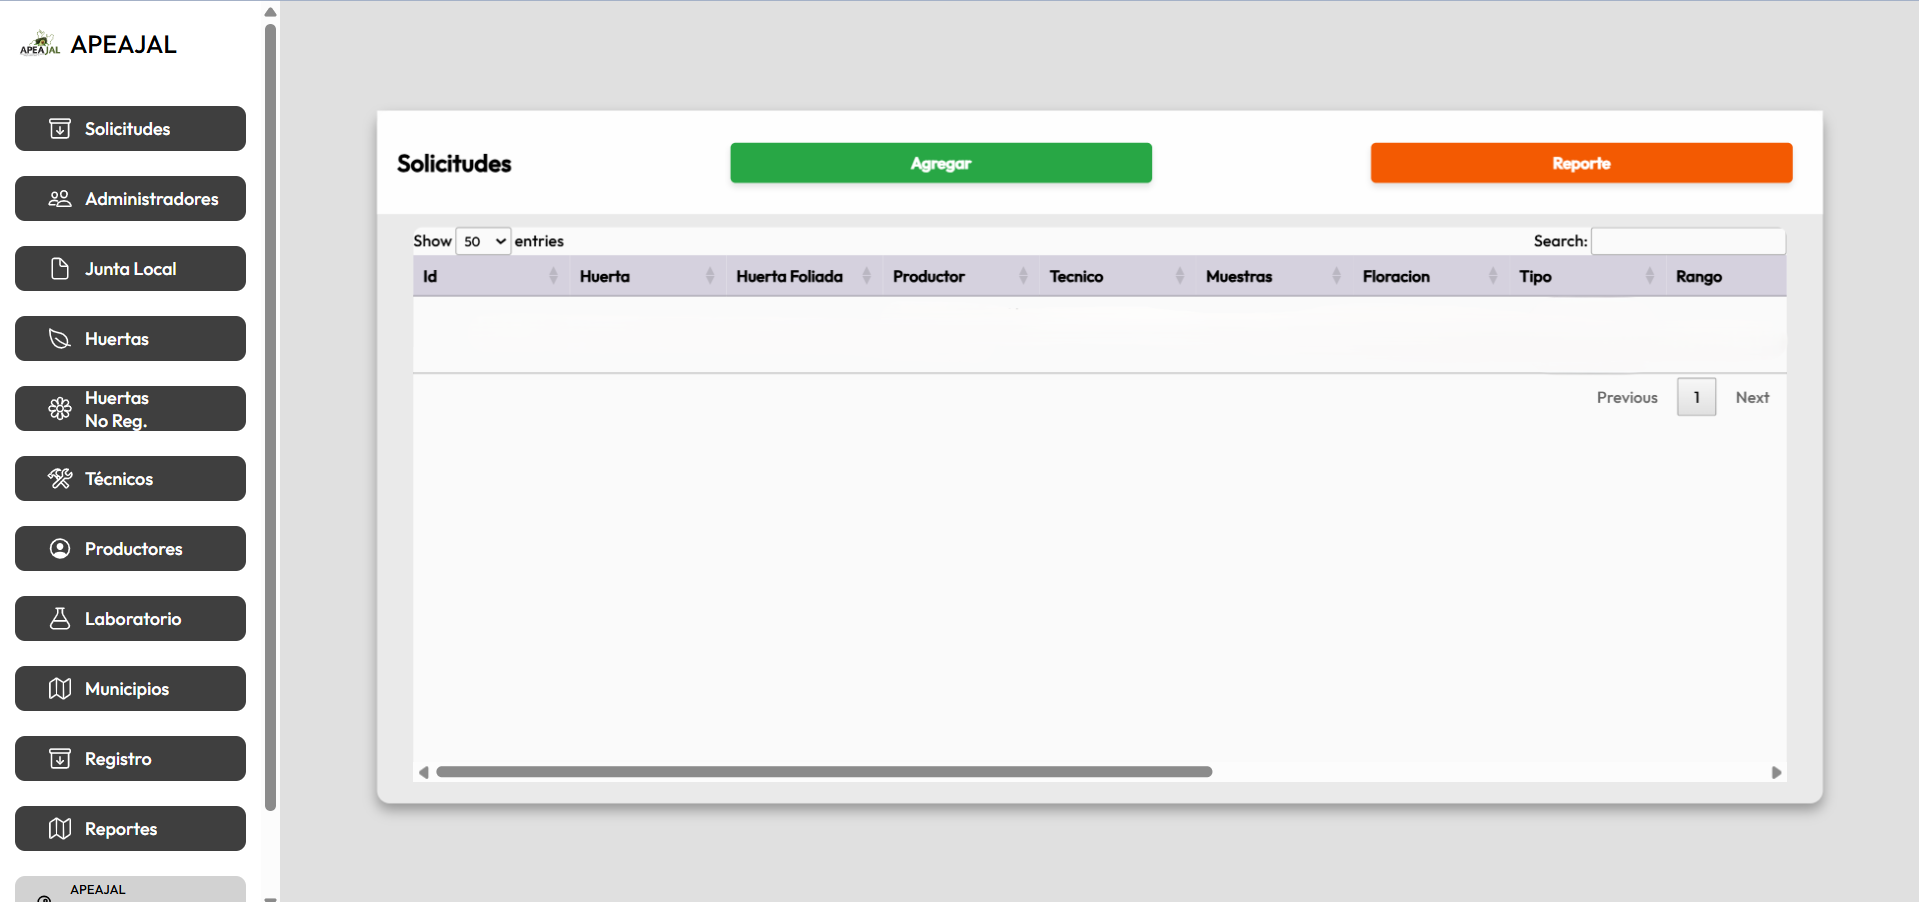 APEAJAL APEAJAL
Solicitudes
Administradores
Junta Local
Huertas
Huertas
No Reg.
Técnicos
Productores
Laboratorio
Municipios
Registro
Reportes
APEAJAL
Solicitudes Agregar Reporte
Show 50 entries Search:
Id Huerta Huerta Foliada Productor Tecnico Muestras Floracion Tipo Rango
Previous 1 Next